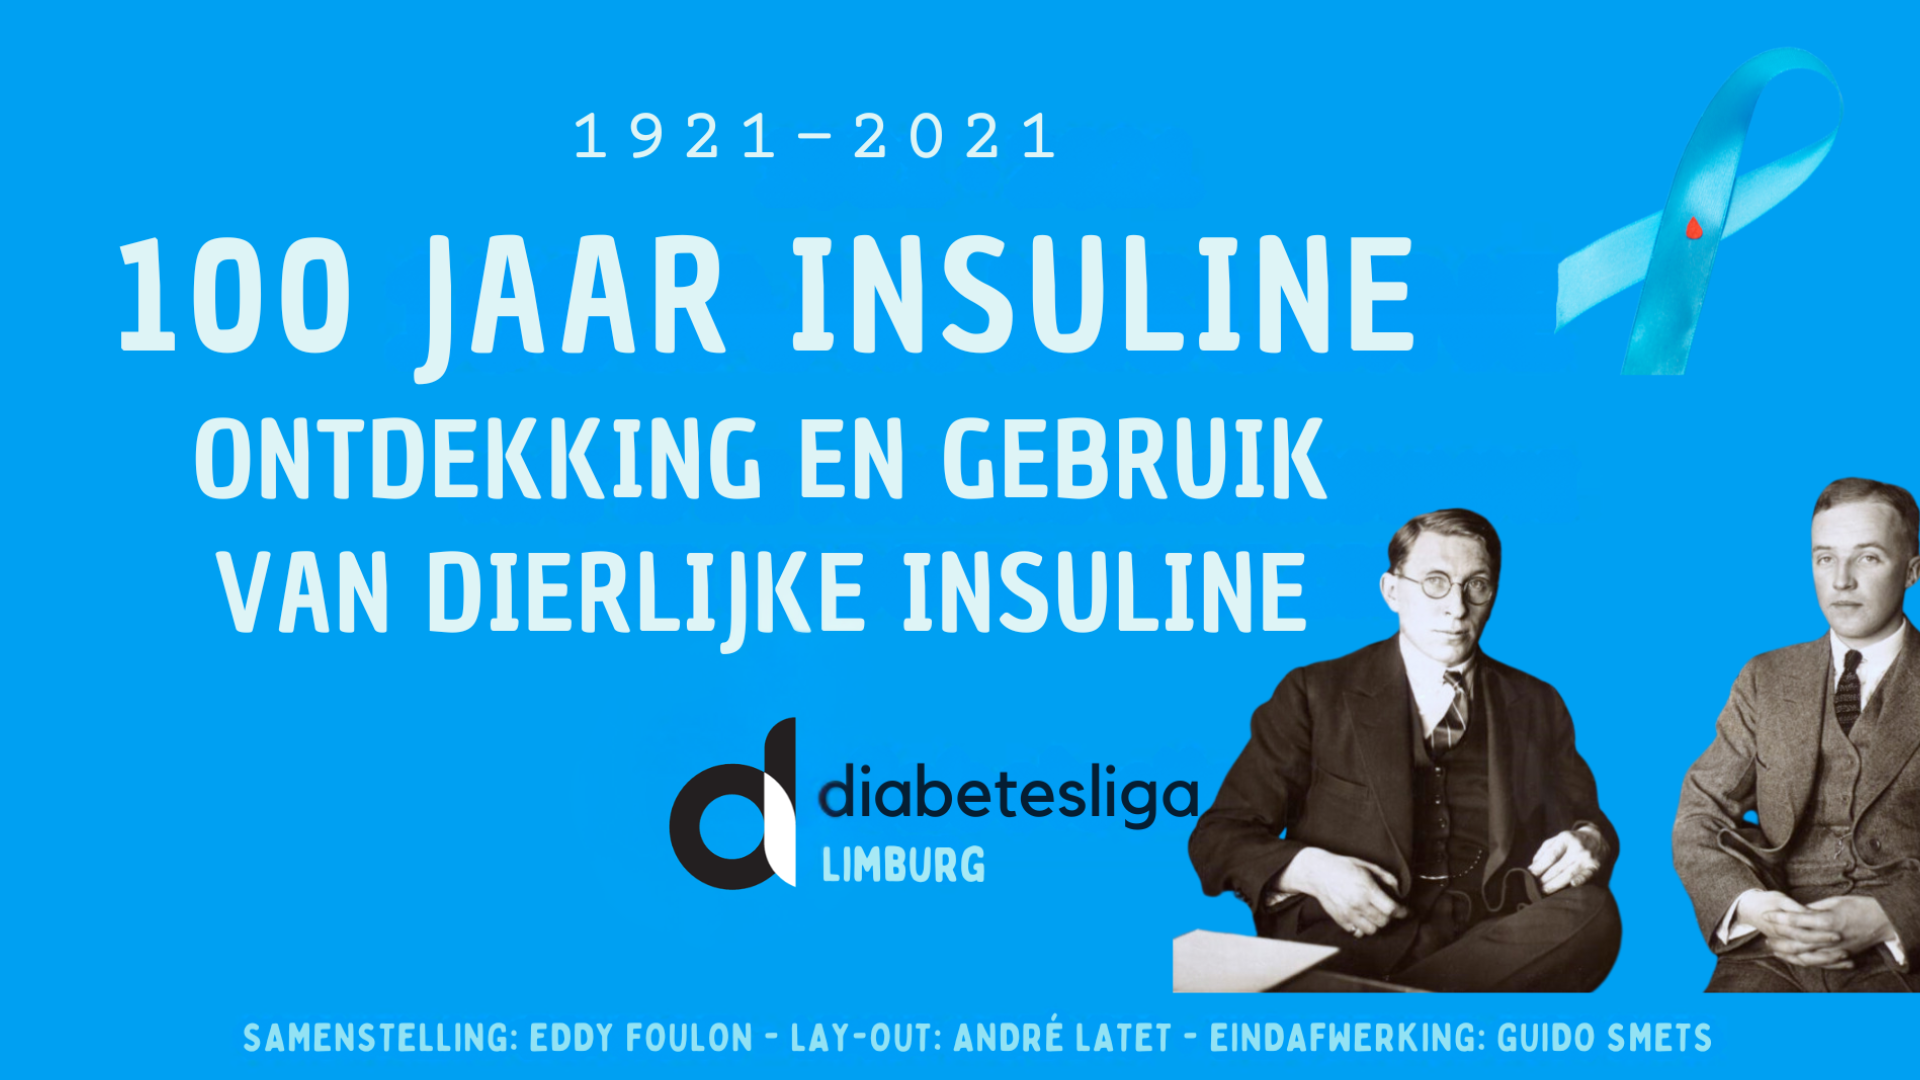 1921-2021
100 JAAR INSULINE
ONTDEKKING EN GEBRUIK
VAN DIERLIJKE INSULINE
diabetesliga
LIMBURG
SAMENSTELLING: EDDY FOULON - LAY-OUT: ANDRÉ LATET - EINDAFWERKING: GUIDO SMETS